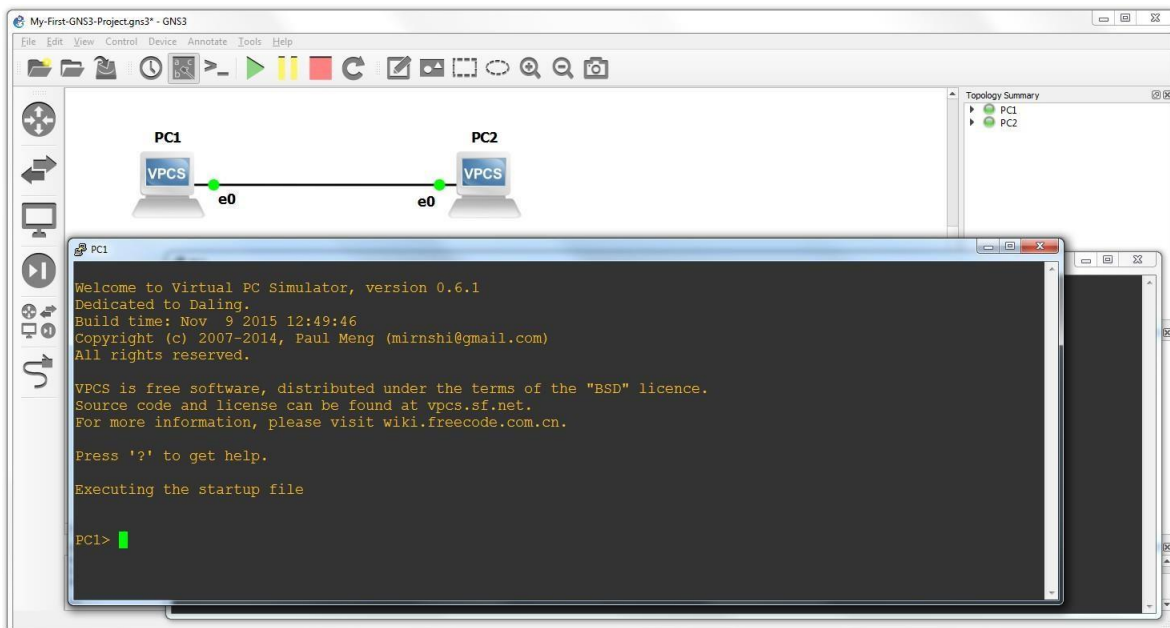 My-First-GNS3-Project.gns3* - GNS3
File Edit View Control Device Annotate Tools Help
Topology Summary
PC1
PC2
PC1
PC2
VPCS
VPCS
e0
e0
PC1
Welcome to Virtual PC Simulator, version 0.6.1
Dedicated to Daling.
Build time: Nov  9 2015 12:49:46
Copyright (c) 2007-2014, Paul Meng (mirnshi@gmail.com)
All rights reserved.
VPCS is free software, distributed under the terms of the "BSD" licence.
Source code and license can be found at vpcs.sf.net.
For more information, please visit wiki.freecode.com.cn.
Press '?' to get help.
Executing the startup file
PC1>